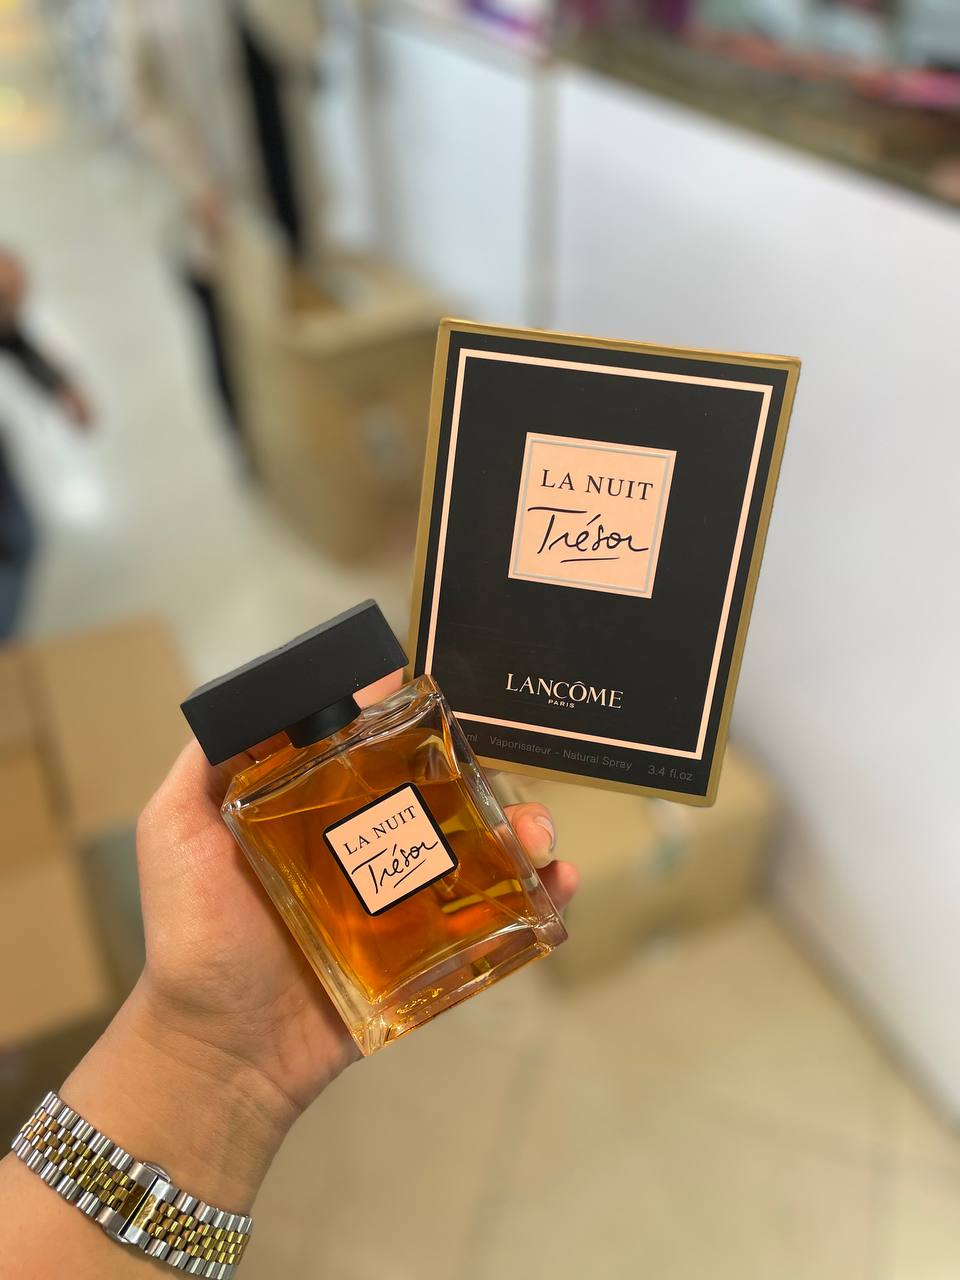 LA NUIT
Trésor
LANCÔME
PARIS
ml Vaporisateur - Natural Spray 3.4 fl.oz
LA NUIT
Trésor